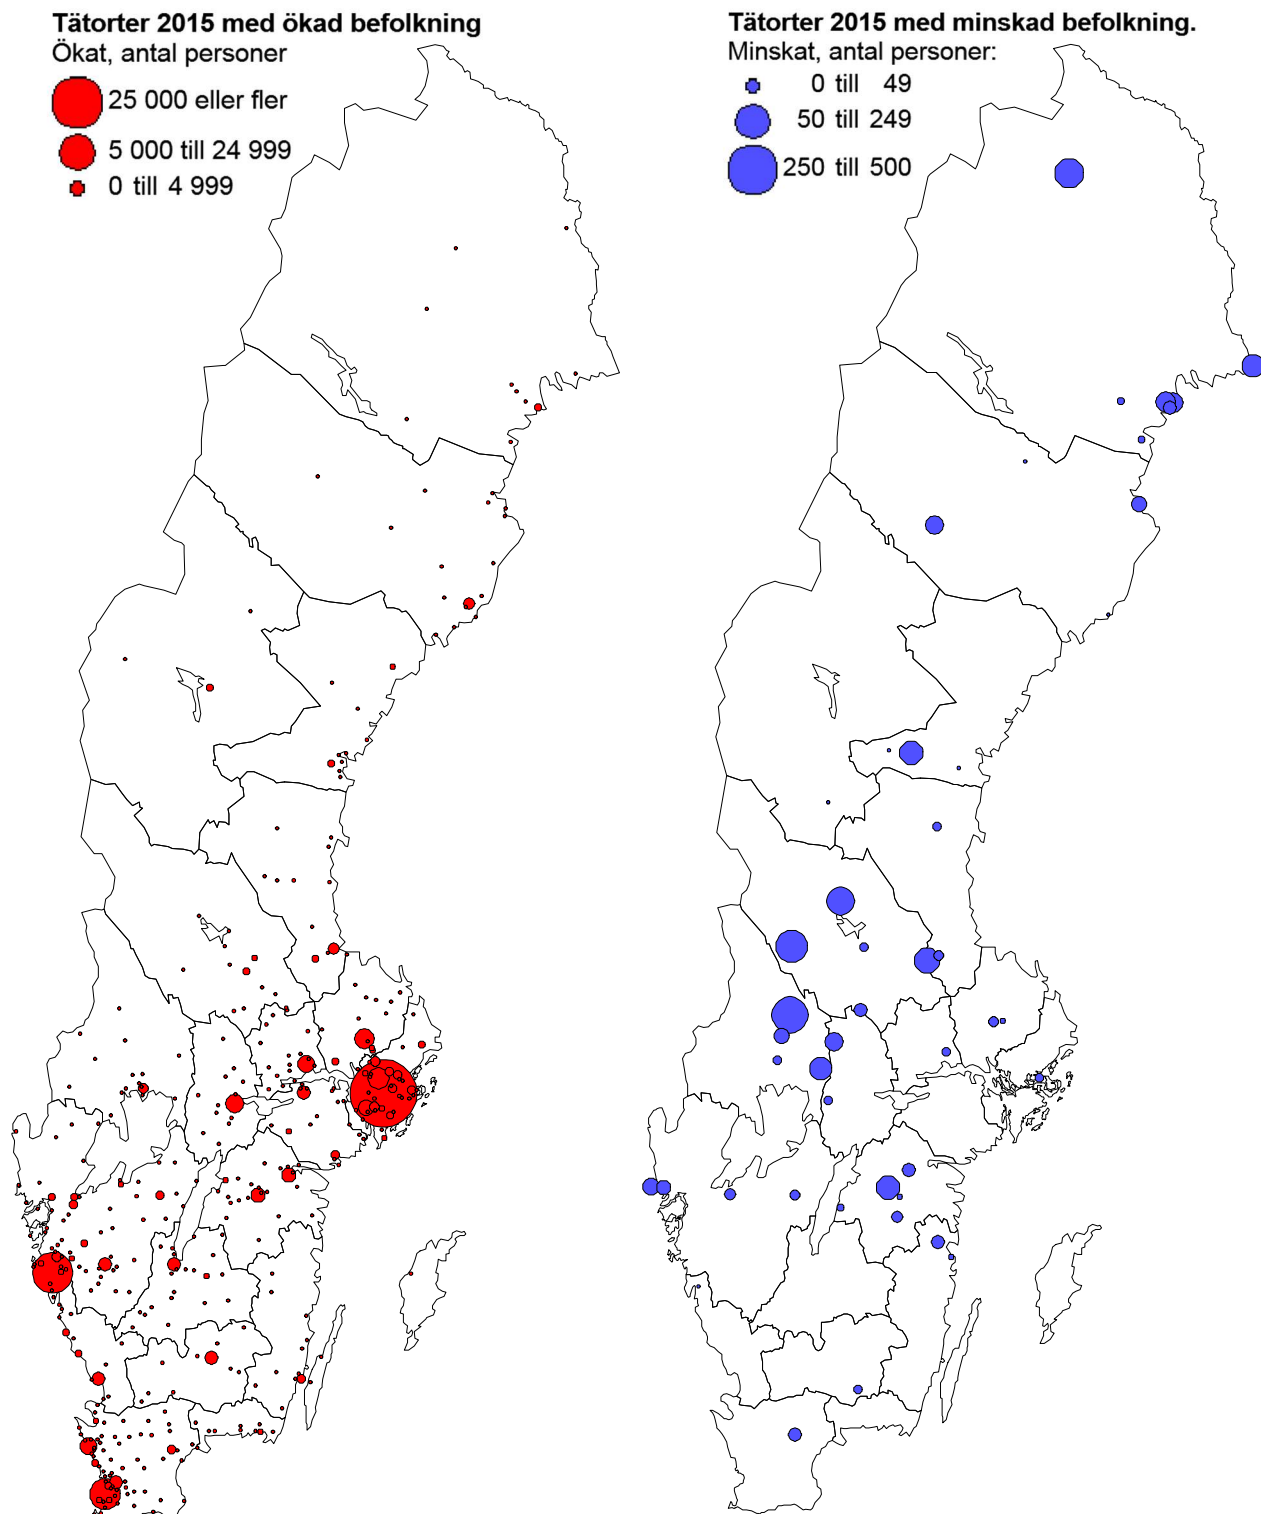 Tätorter 2015 med ökad befolkning
Ökat, antal personer
25 000 eller fler
5 000 till 24 999
0 till 4 999
Tätorter 2015 med minskad befolkning.
Minskat, antal personer:
0 till 49
50 till 249
250 till 500